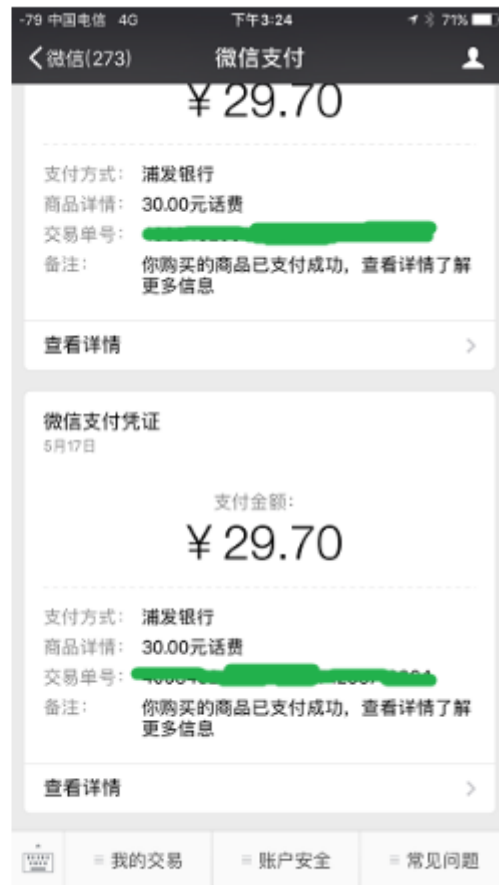 -79 中国电信 4G 下午3:24 71%
微信(273) 微信支付
¥29.70
支付方式： 浦发银行
商品详情： 30.00元话费
交易单号：
备注： 你购买的商品已支付成功，查看详情了解
更多信息
查看详情
微信支付凭证
5月17日
支付金额：
¥29.70
支付方式： 浦发银行
商品详情： 30.00元话费
交易单号：
备注： 你购买的商品已支付成功，查看详情了解
更多信息
查看详情
我的交易 账户安全 常见问题